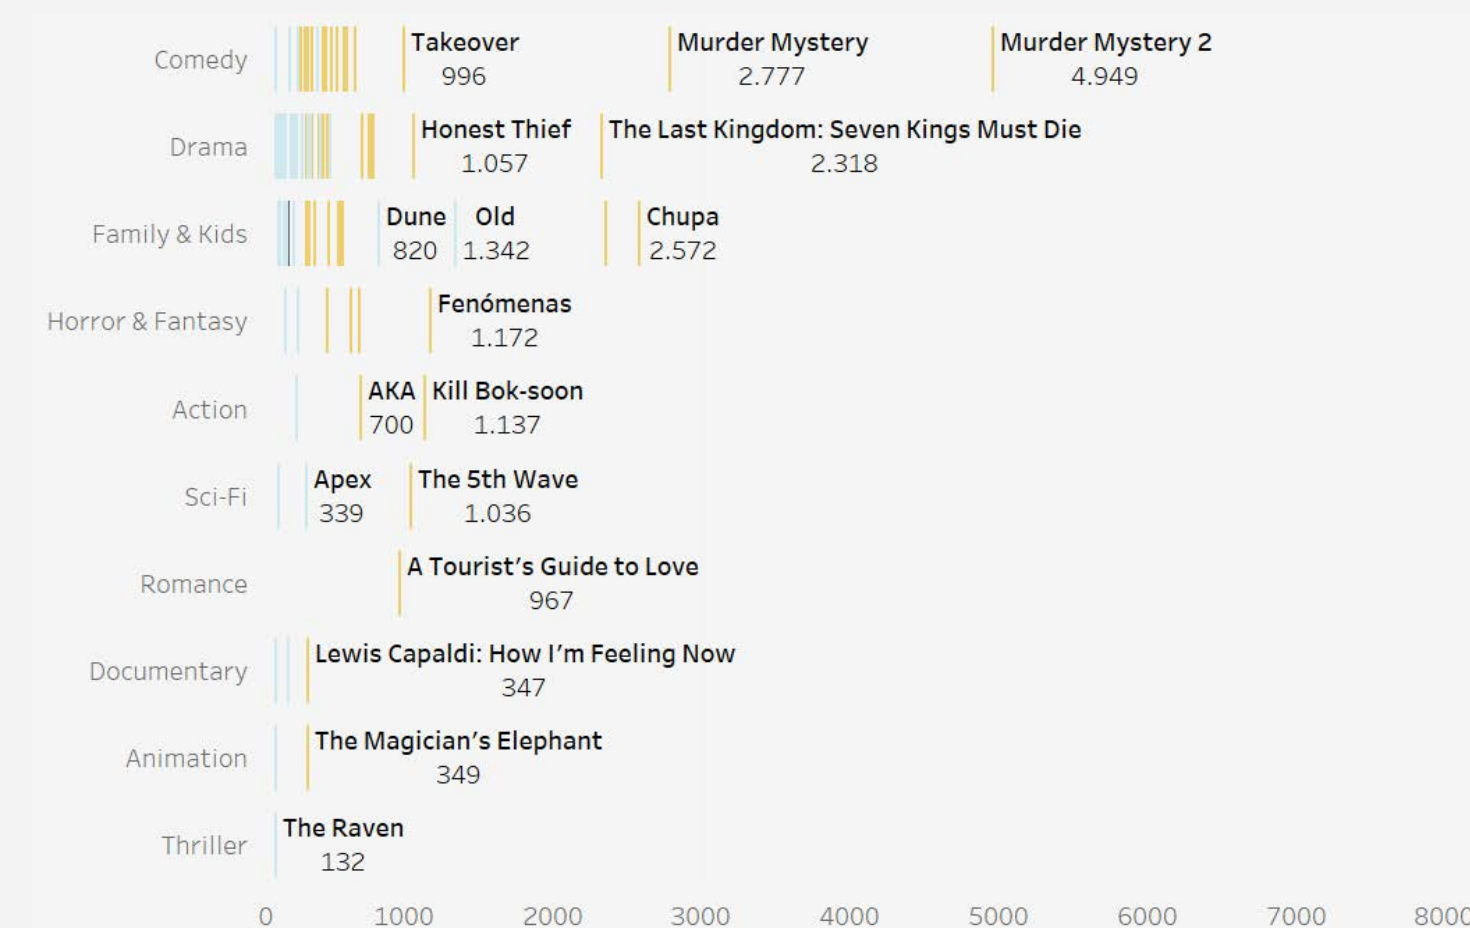 Comedy
Takeover
996
Murder Mystery
2.777
Murder Mystery 2
4.949
Drama
Honest Thief
1.057
The Last Kingdom: Seven Kings Must Die
2.318
Family & Kids
Dune
820
Old
1.342
Chupa
2.572
Horror & Fantasy
Fenómenas
1.172
Action
AKA
700
Kill Bok-soon
1.137
Sci-Fi
Apex
339
The 5th Wave
1.036
Romance
A Tourist’s Guide to Love
967
Documentary
Lewis Capaldi: How I’m Feeling Now
347
Animation
The Magician’s Elephant
349
Thriller
The Raven
132
0 1000 2000 3000 4000 5000 6000 7000 8000